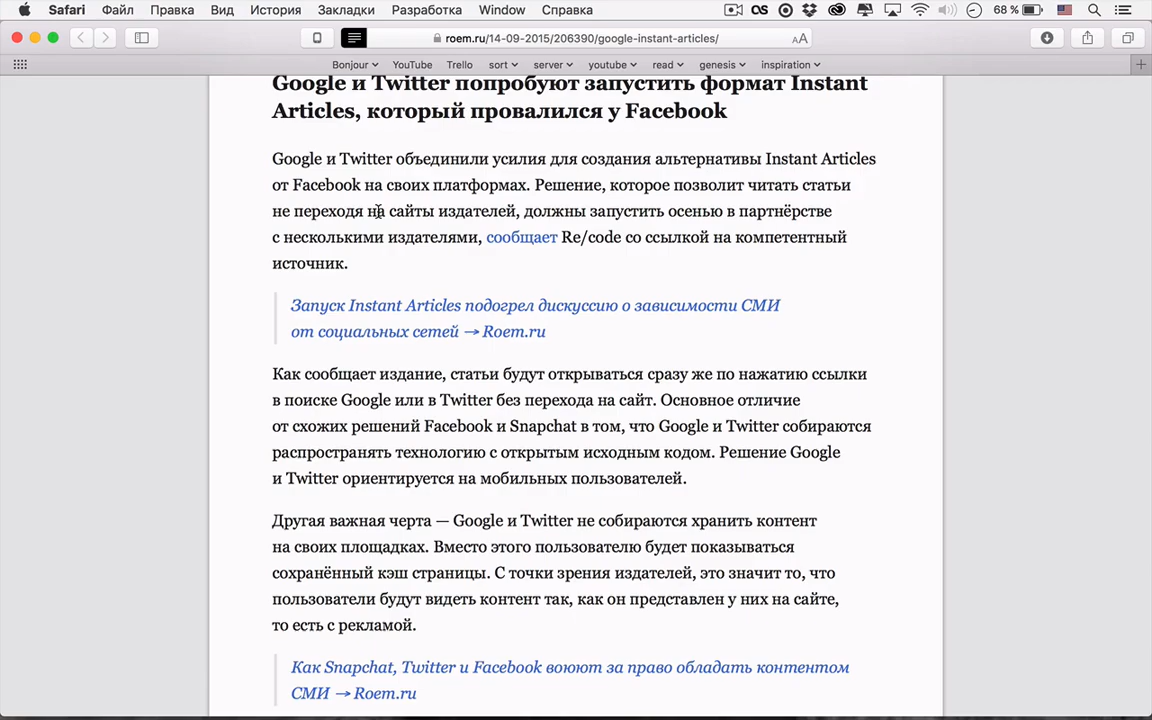 Safari Файл Правка Вид История Закладки Разработка Window Справка 68 %
roem.ru/14-09-2015/206390/google-instant-articles/ AA
Bonjour YouTube Trello sort server youtube read genesis inspiration
Google и Twitter попробуют запустить формат Instant
Articles, который провалился у Facebook
Google и Twitter объединили усилия для создания альтернативы Instant Articles
от Facebook на своих платформах. Решение, которое позволит читать статьи
не переходя на сайты издателей, должны запустить осенью в партнёрстве
с несколькими издателями, сообщает Re/code со ссылкой на компетентный
источник.
Запуск Instant Articles подогрел дискуссию о зависимости СМИ
от социальных сетей → Roem.ru
Как сообщает издание, статьи будут открываться сразу же по нажатию ссылки
в поиске Google или в Twitter без перехода на сайт. Основное отличие
от схожих решений Facebook и Snapchat в том, что Google и Twitter собираются
распространять технологию с открытым исходным кодом. Решение Google
и Twitter ориентируется на мобильных пользователей.
Другая важная черта — Google и Twitter не собираются хранить контент
на своих площадках. Вместо этого пользователю будет показываться
сохранённый кэш страницы. С точки зрения издателей, это значит то, что
пользователи будут видеть контент так, как он представлен у них на сайте,
то есть с рекламой.
Как Snapchat, Twitter и Facebook воюют за право обладать контентом
СМИ → Roem.ru